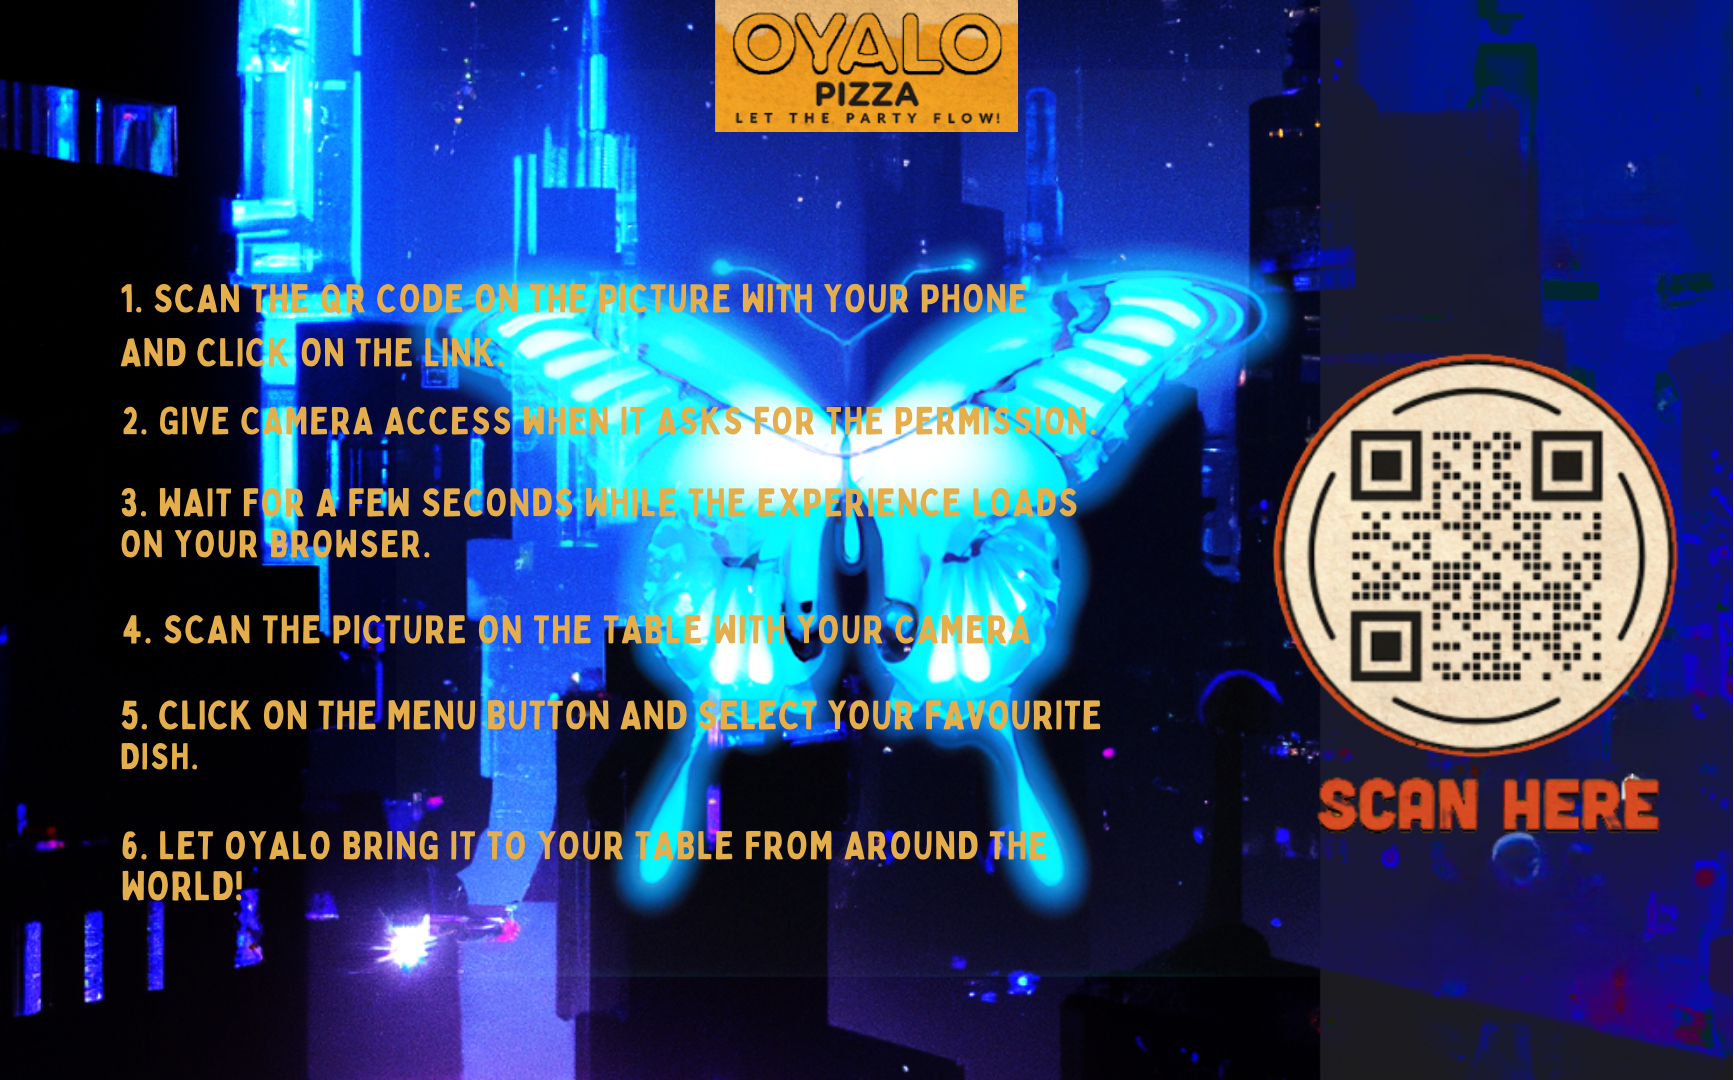 OYALO
PIZZA
LET THE PARTY FLOW!
1. SCAN THE QR CODE ON THE PICTURE WITH YOUR PHONE
AND CLICK ON THE LINK.
2. GIVE CAMERA ACCESS WHEN IT ASKS FOR THE PERMISSION.
3. WAIT FOR A FEW SECONDS WHILE THE EXPERIENCE LOADS
ON YOUR BROWSER.
4. SCAN THE PICTURE ON THE TABLE WITH YOUR CAMERA
5. CLICK ON THE MENU BUTTON AND SELECT YOUR FAVOURITE
DISH.
6. LET OYALO BRING IT TO YOUR TABLE FROM AROUND THE
WORLD!
SCAN HERE